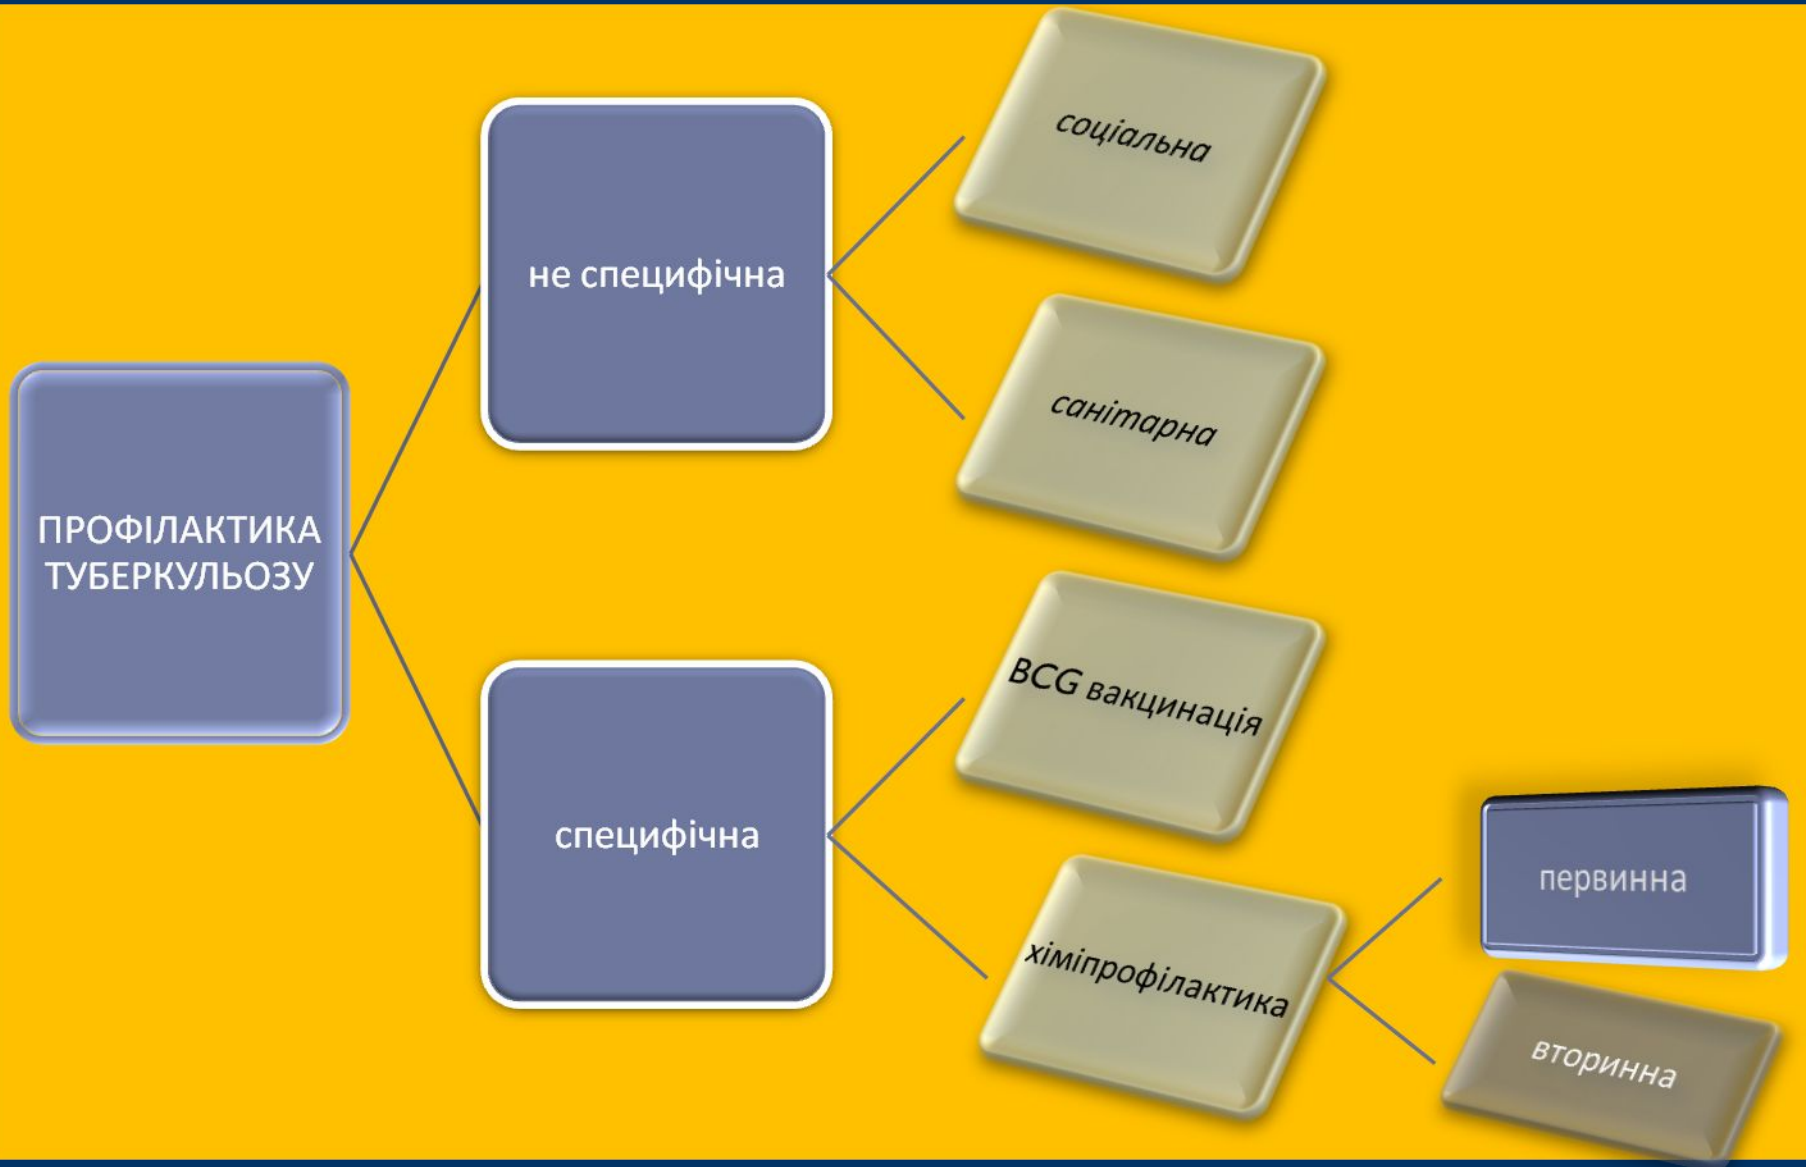 ПРОФІЛАКТИКА
ТУБЕРКУЛЬОЗУ
не специфічна
соціальна
санітарна
специфічна
BCG вакцинація
хіміпрофілактика
первинна
вторинна